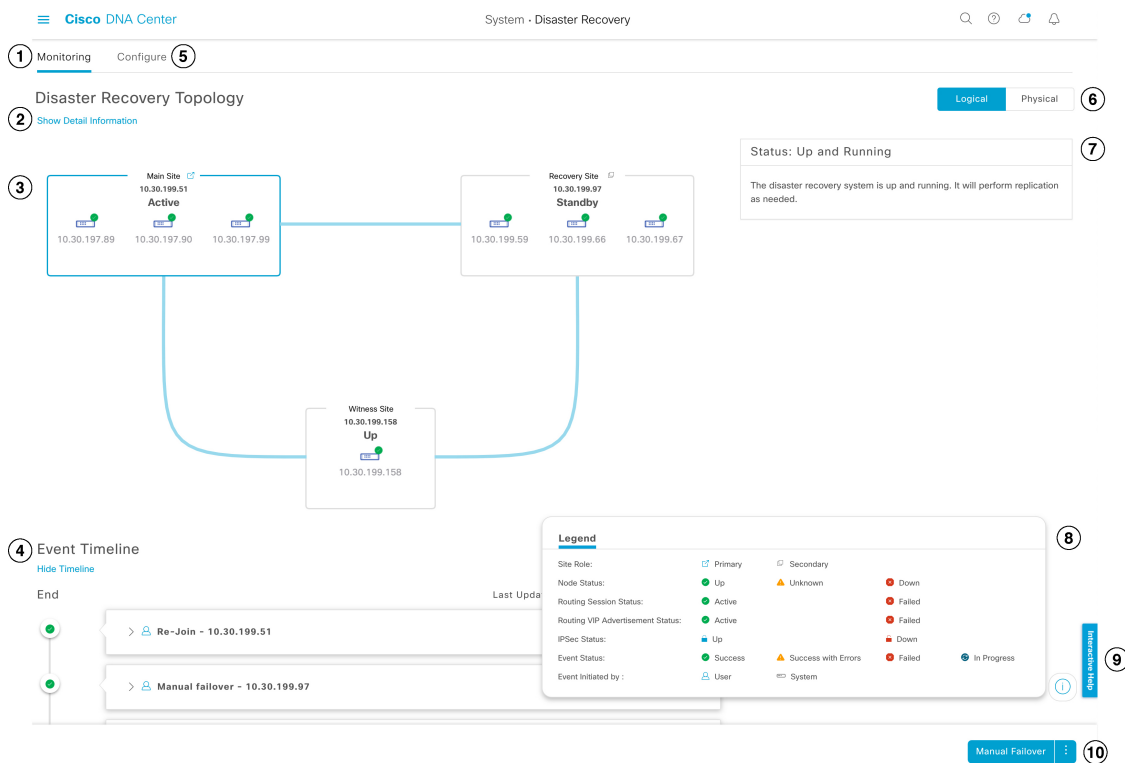 Cisco DNA Center
System · Disaster Recovery
1 Monitoring
Configure 5
Disaster Recovery Topology
Logical
Physical
6
2 Show Detail Information
Status: Up and Running
7
The disaster recovery system is up and running. It will perform replication
as needed.
3
Main Site
10.30.199.51
Active
10.30.197.89
10.30.197.90
10.30.197.99
Recovery Site
10.30.199.97
Standby
10.30.199.59
10.30.199.66
10.30.199.67
Witness Site
10.30.199.158
Up
10.30.199.158
4 Event Timeline
Hide Timeline
End
Last Upda
Re-Join - 10.30.199.51
Manual failover - 10.30.199.97
Legend
8
Site Role: Primary Secondary
Node Status: Up Unknown Down
Routing Session Status: Active Failed
Routing VIP Advertisement Status: Active Failed
IPSec Status: Up Down
Event Status: Success Success with Errors Failed In Progress
Event Initiated by : User System
Interactive Help
9
Manual Failover
10